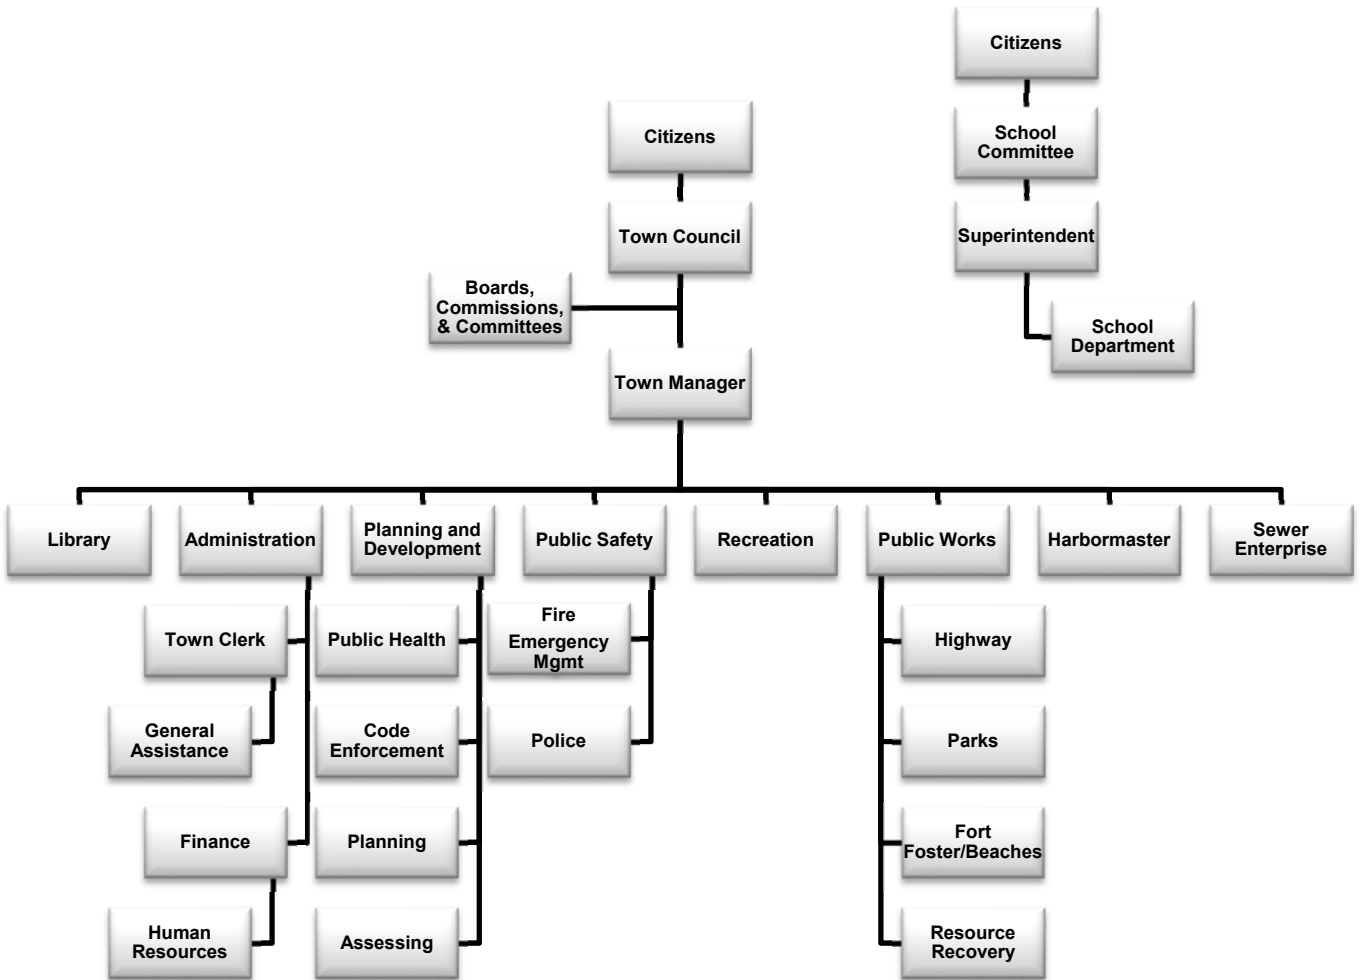 Citizens
School
Committee
Superintendent
School
Department
Citizens
Town Council
Boards,
Commissions,
& Committees
Town Manager
Library
Administration
Planning and
Development
Public Safety
Recreation
Public Works
Harbormaster
Sewer
Enterprise
Town Clerk
General
Assistance
Finance
Human
Resources
Public Health
Code
Enforcement
Planning
Assessing
Fire
Emergency
Mgmt
Police
Highway
Parks
Fort
Foster/Beaches
Resource
Recovery